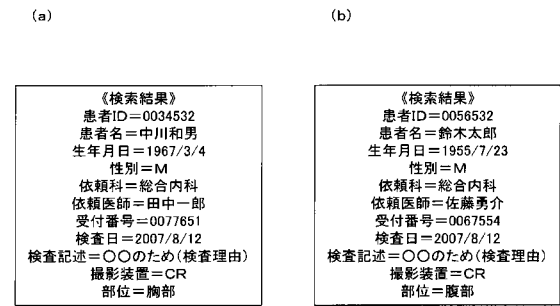 (a)
《検索結果》
患者ID=0034532
患者名=中川和男
生年月日=1967/3/4
性別=M
依頼科=総合内科
依頼医師=田中一郎
受付番号=0077651
検査日=2007/8/12
検査記述=〇〇のため(検査理由)
撮影装置=CR
部位=胸部
(b)
《検索結果》
患者ID=0056532
患者名=鈴木太郎
生年月日=1955/7/23
性別=M
依頼科=総合内科
依頼医師=佐藤勇介
受付番号=0067554
検査日=2007/8/12
検査記述=〇〇のため(検査理由)
撮影装置=CR
部位=腹部